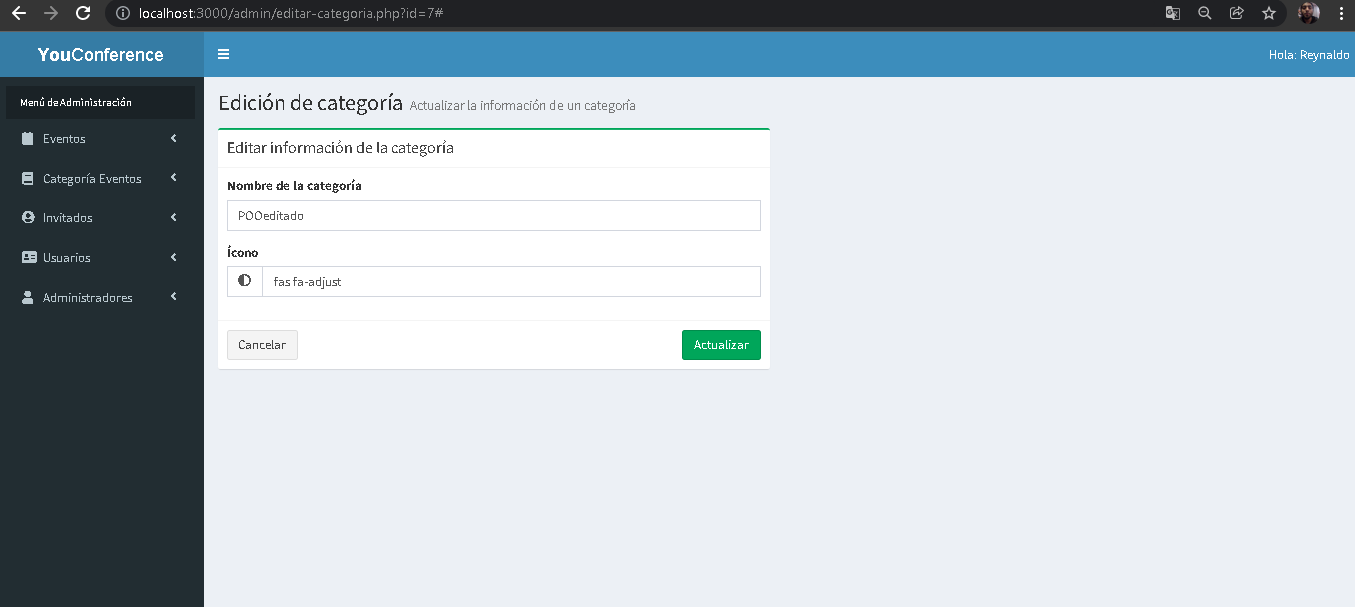 localhost:3000/admin/editar-categoria.php?id=7#
YouConference
Hola: Reynaldo
Menú de Administración
Eventos
Categoría Eventos
Invitados
Usuarios
Administradores
Edición de categoría Actualizar la información de un categoría
Editar información de la categoría
Nombre de la categoría
POOeditado
Ícono
fas fa-adjust
Cancelar
Actualizar